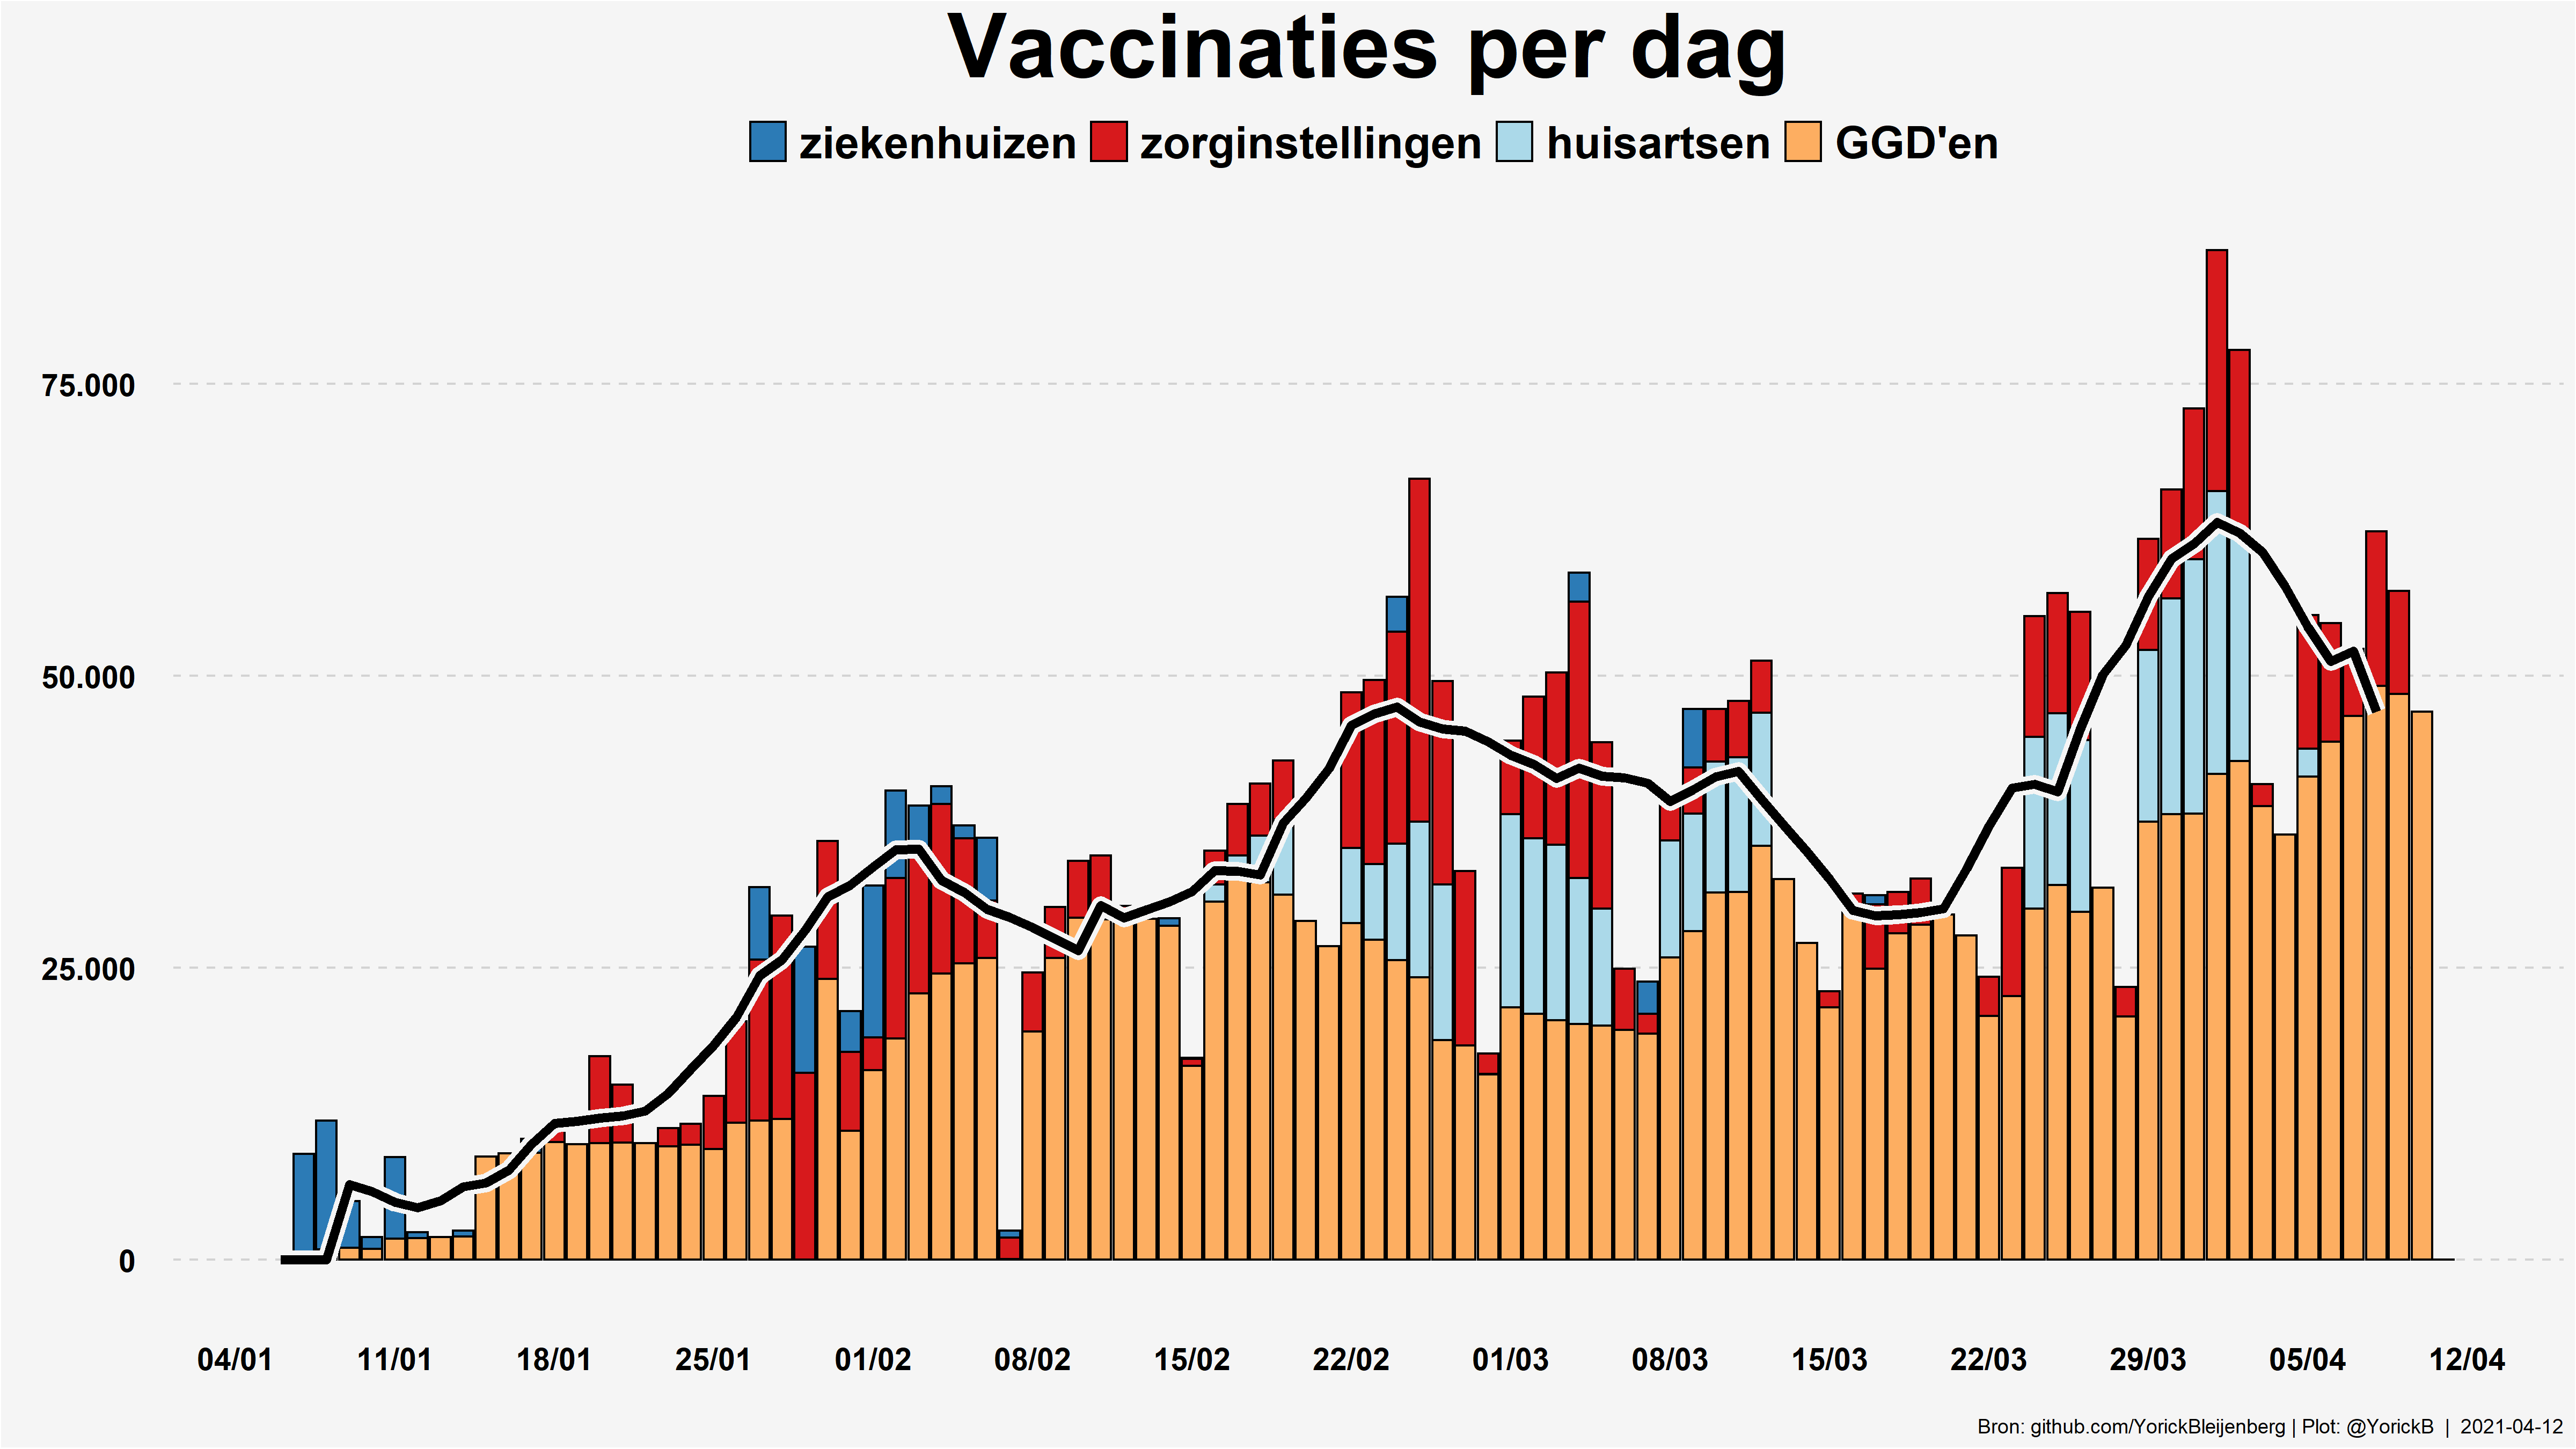 Vaccinaties per dag
ziekenhuizen zorginstellingen huisartsen GGD'en
75.000
50.000
25.000
0
04/01 11/01 18/01 25/01 01/02 08/02 15/02 22/02 01/03 08/03 15/03 22/03 29/03 05/04 12/04
Bron: github.com/YorickBleijenberg | Plot: @YorickB | 2021-04-12